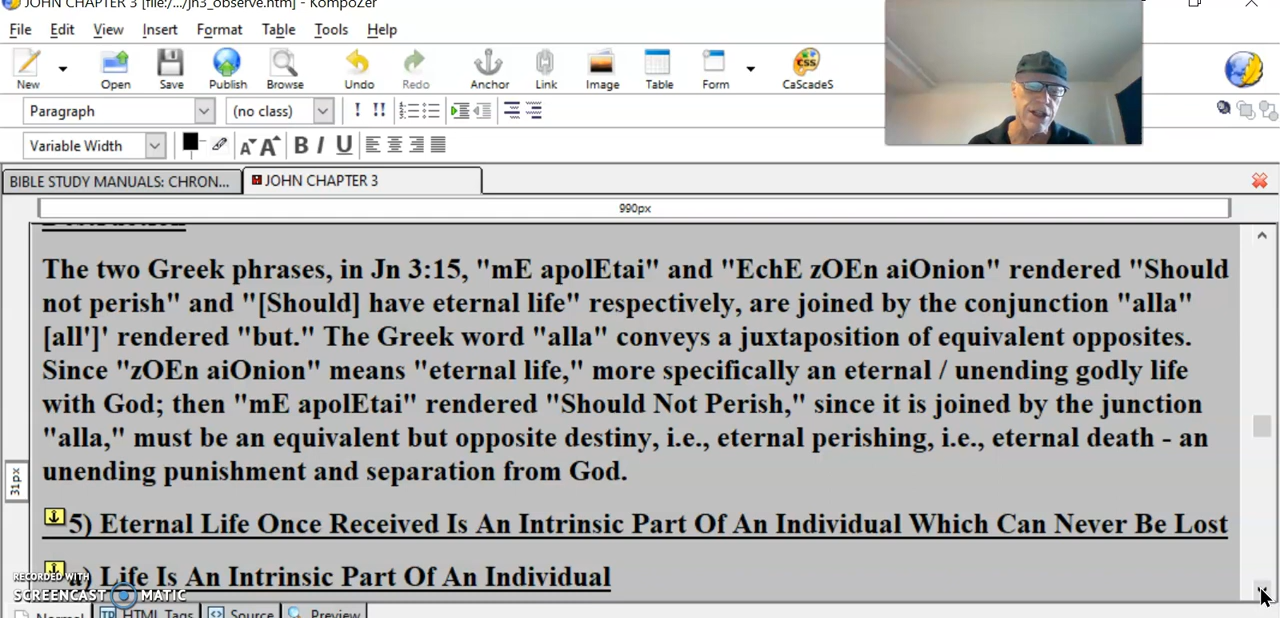 JOHN CHAPTER 3 [file:/.../jn3_observe.htm] - KompoZer
File Edit View Insert Format Table Tools Help
New Open Save Publish Browse Undo Redo Anchor Link Image Table Form CaScadeS
CSS
Paragraph (no class) ! !!
Variable Width A A B I U
BIBLE STUDY MANUALS: CHRON... JOHN CHAPTER 3
990px
The two Greek phrases, in Jn 3:15, "mE apolEtai" and "EchE zOEn aiOnion" rendered "Should
not perish" and "[Should] have eternal life" respectively, are joined by the conjunction "alla"
[all']' rendered "but." The Greek word "alla" conveys a juxtaposition of equivalent opposites.
Since "zOEn aiOnion" means "eternal life," more specifically an eternal / unending godly life
with God; then "mE apolEtai" rendered "Should Not Perish," since it is joined by the junction
"alla," must be an equivalent but opposite destiny, i.e., eternal perishing, i.e., eternal death - an
unending punishment and separation from God.
31px
5) Eternal Life Once Received Is An Intrinsic Part Of An Individual Which Can Never Be Lost
a) Life Is An Intrinsic Part Of An Individual
RECORDED WITH
SCREENCAST MATIC
Normal HTML Tags Source Preview